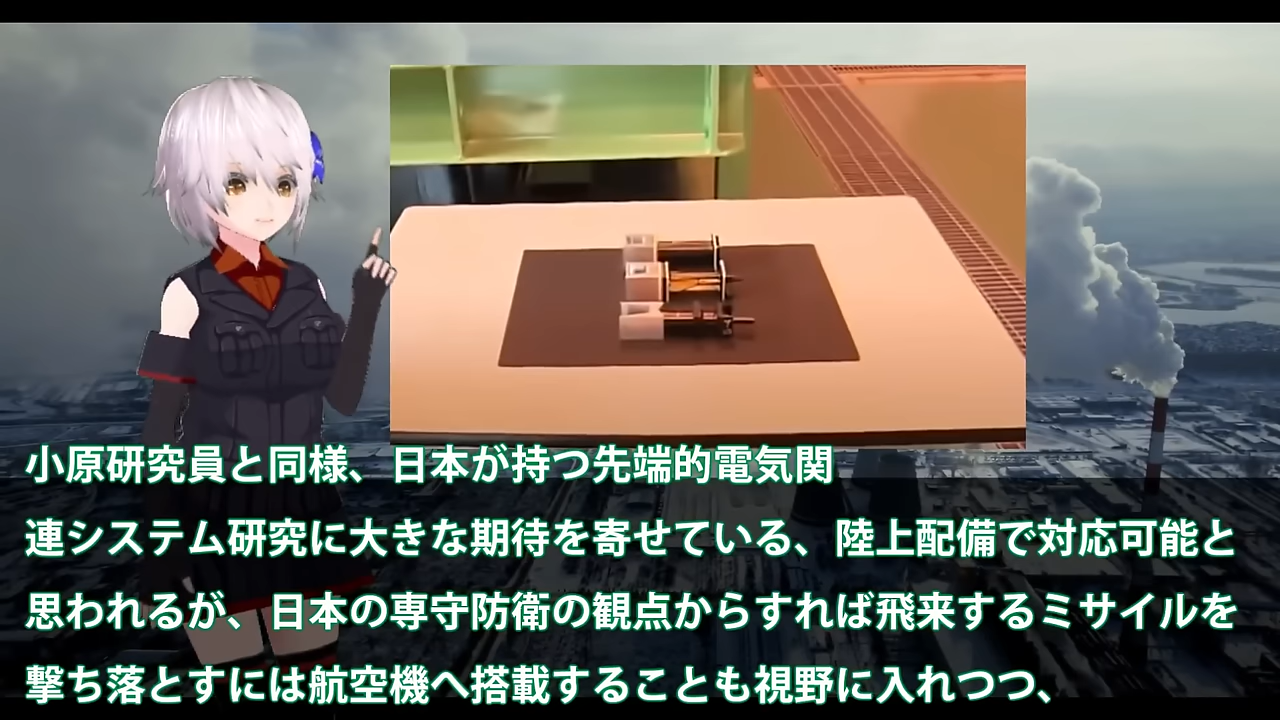 小原研究員と同様、日本が持つ先端的電気関
連システム研究に大きな期待を寄せている、陸上配備で対応可能と
思われるが、日本の専守防衛の観点からすれば飛来するミサイルを
撃ち落とすには航空機へ搭載することも視野に入れつつ、